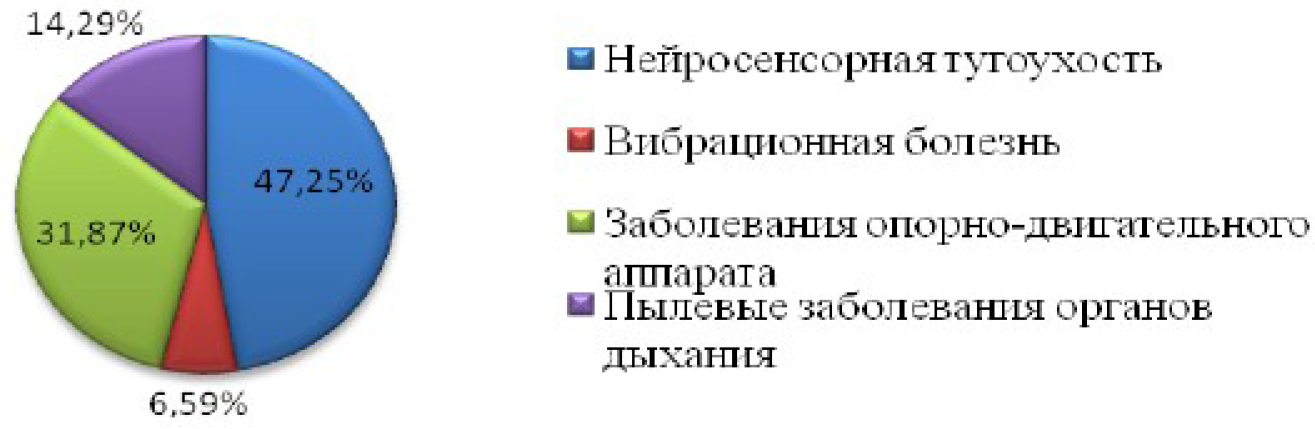 14,29%
47,25%
31,87%
6,59%
Нейросенсорная тугоухость
Вибрационная болезнь
Заболевания опорно-двигательного
аппарата
Пылевые заболевания органов
дыхания